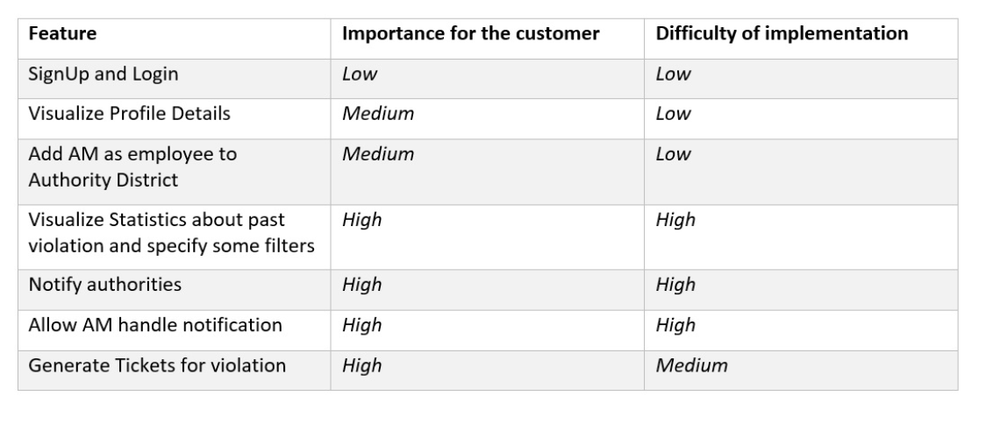 Feature Importance for the customer Difficulty of implementation
SignUp and Login Low Low
Visualize Profile Details Medium Low
Add AM as employee to Medium Low
Authority District
Visualize Statistics about past High High
violation and specify some filters
Notify authorities High High
Allow AM handle notification High High
Generate Tickets for violation High Medium